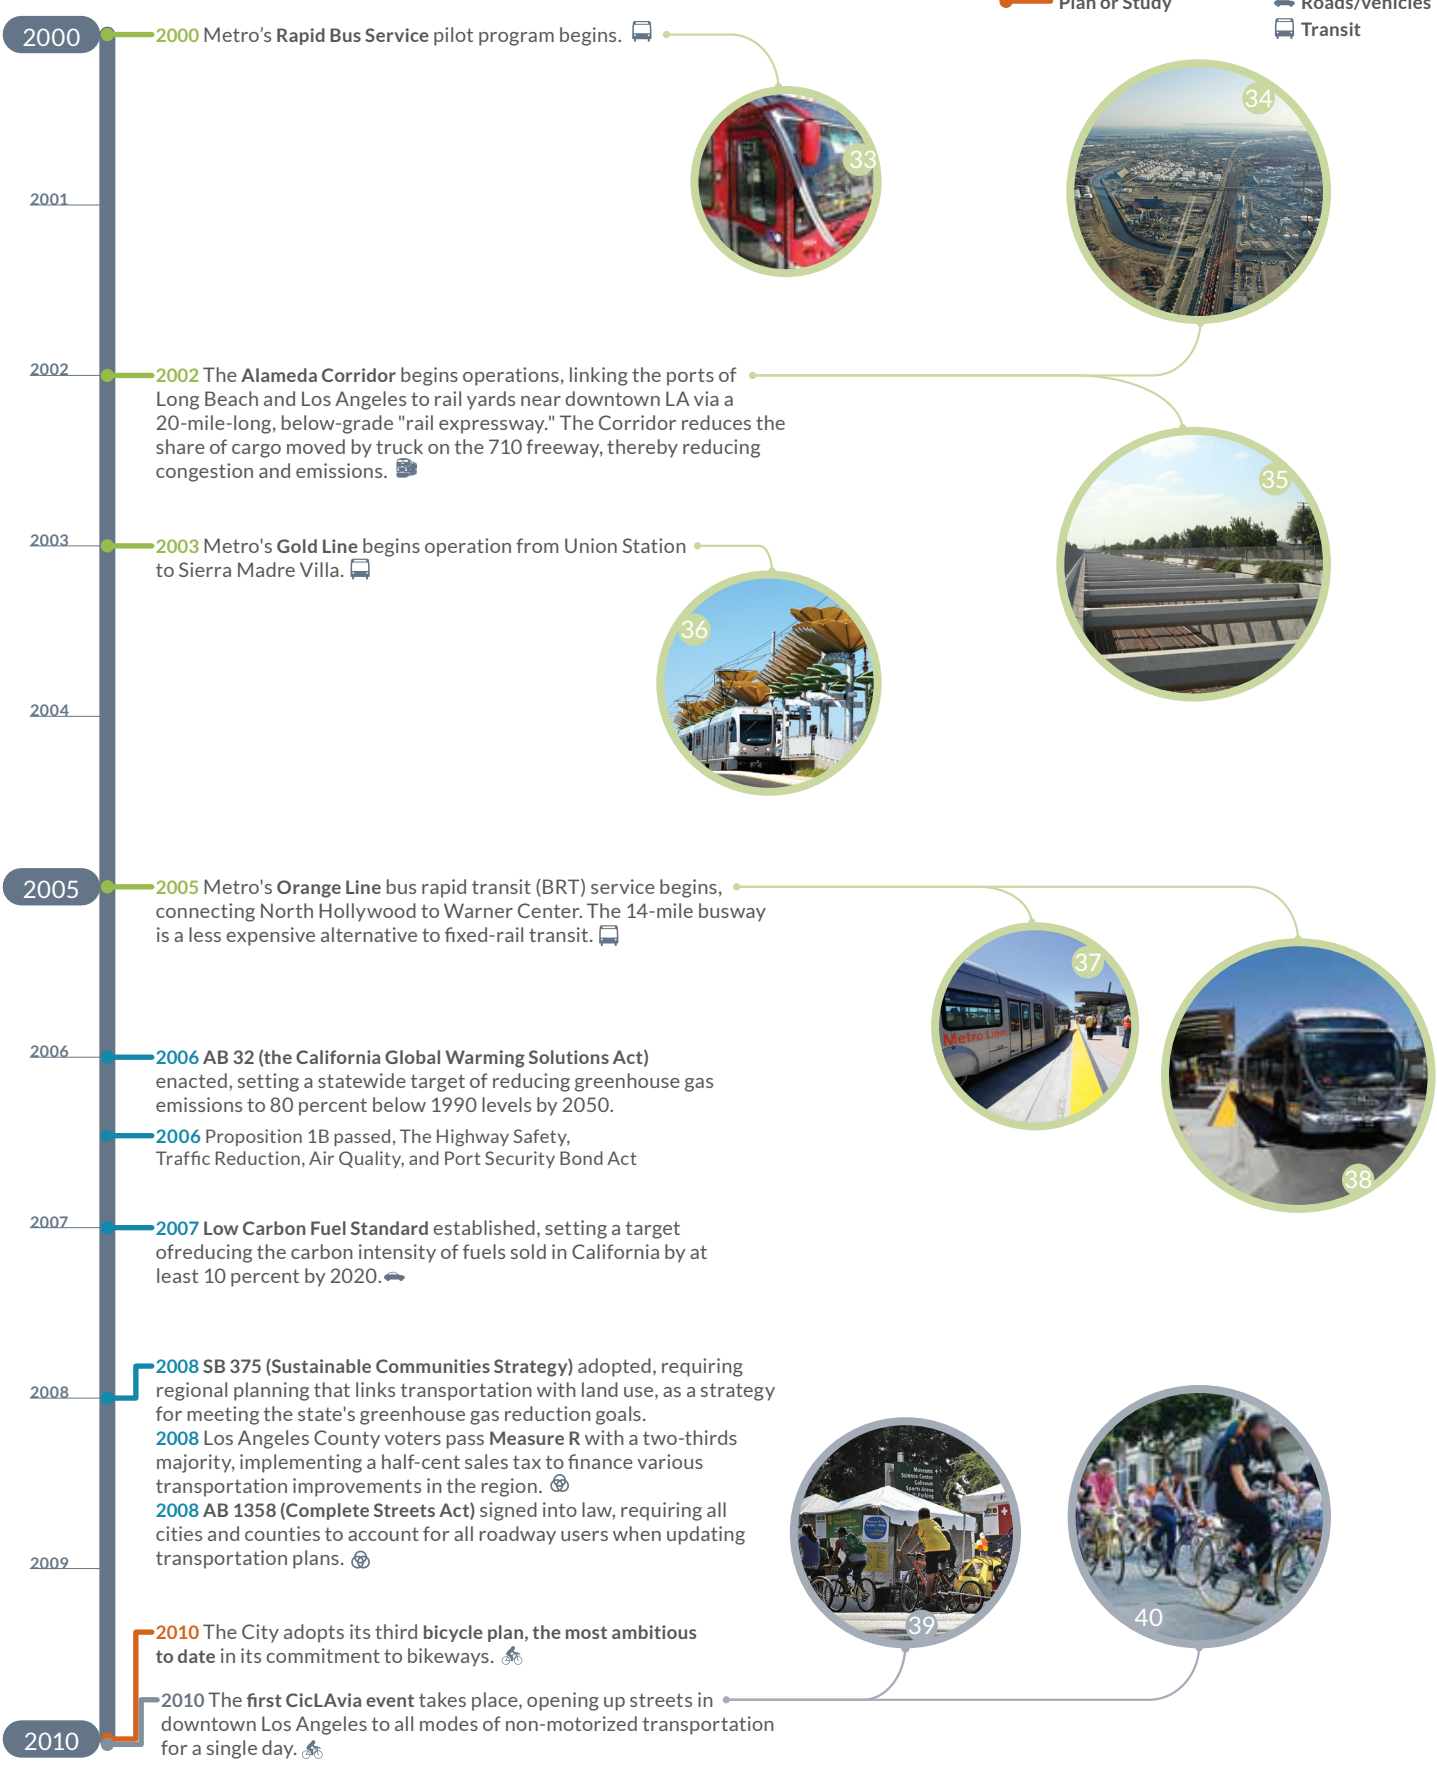 Plan or Study
Roads/Vehicles
Transit
2000
2000 Metro's Rapid Bus Service pilot program begins.
33
34
2001
2002
2002 The Alameda Corridor begins operations, linking the ports of
Long Beach and Los Angeles to rail yards near downtown LA via a
20-mile-long, below-grade "rail expressway." The Corridor reduces the
share of cargo moved by truck on the 710 freeway, thereby reducing
congestion and emissions.
35
2003
2003 Metro's Gold Line begins operation from Union Station
to Sierra Madre Villa.
36
2004
2005
2005 Metro's Orange Line bus rapid transit (BRT) service begins,
connecting North Hollywood to Warner Center. The 14-mile busway
is a less expensive alternative to fixed-rail transit.
37
Metro Liner
38
2006
2006 AB 32 (the California Global Warming Solutions Act)
enacted, setting a statewide target of reducing greenhouse gas
emissions to 80 percent below 1990 levels by 2050.
2006 Proposition 1B passed, The Highway Safety,
Traffic Reduction, Air Quality, and Port Security Bond Act
2007
2007 Low Carbon Fuel Standard established, setting a target
ofreducing the carbon intensity of fuels sold in California by at
least 10 percent by 2020.
2008
2008 SB 375 (Sustainable Communities Strategy) adopted, requiring
regional planning that links transportation with land use, as a strategy
for meeting the state's greenhouse gas reduction goals.
2008 Los Angeles County voters pass Measure R with a two-thirds
majority, implementing a half-cent sales tax to finance various
transportation improvements in the region.
2008 AB 1358 (Complete Streets Act) signed into law, requiring all
cities and counties to account for all roadway users when updating
transportation plans.
Museums
Science Center
Coliseum
Sports Arena
Parking
39
40
2009
2010 The City adopts its third bicycle plan, the most ambitious
to date in its commitment to bikeways.
2010 The first CicLAvia event takes place, opening up streets in
downtown Los Angeles to all modes of non-motorized transportation
for a single day.
2010